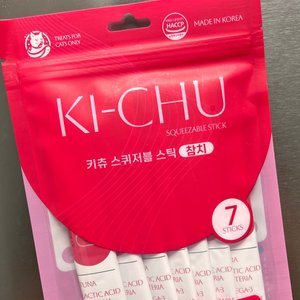 TREATS FOR
CATS ONLY
HACCP
MADE IN KOREA
KI-CHU
SQUEEZABLE STICK
키츄 스퀴저블 스틱 참치
7
STICKS
TUNA
LACTIC ACID